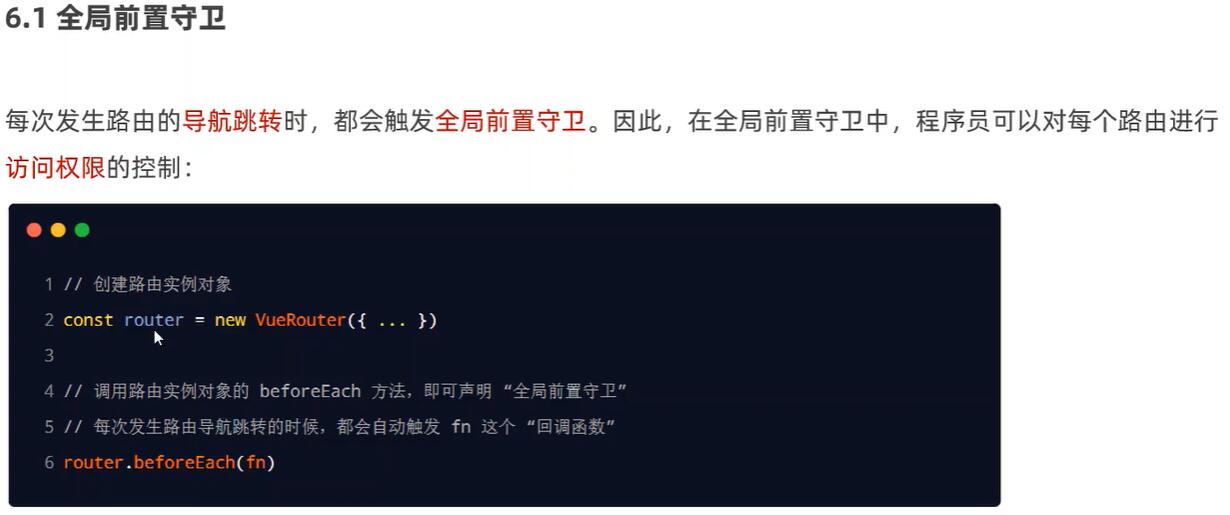 6.1 全局前置守卫
每次发生路由的导航跳转时，都会触发全局前置守卫。因此，在全局前置守卫中，程序员可以对每个路由进行
访问权限的控制：
1 // 创建路由实例对象
2 const router = new VueRouter({ ... })
3
4 // 调用路由实例对象的 beforeEach 方法，即可声明 “全局前置守卫”
5 // 每次发生路由导航跳转的时候，都会自动触发 fn 这个 “回调函数”
6 router.beforeEach(fn)